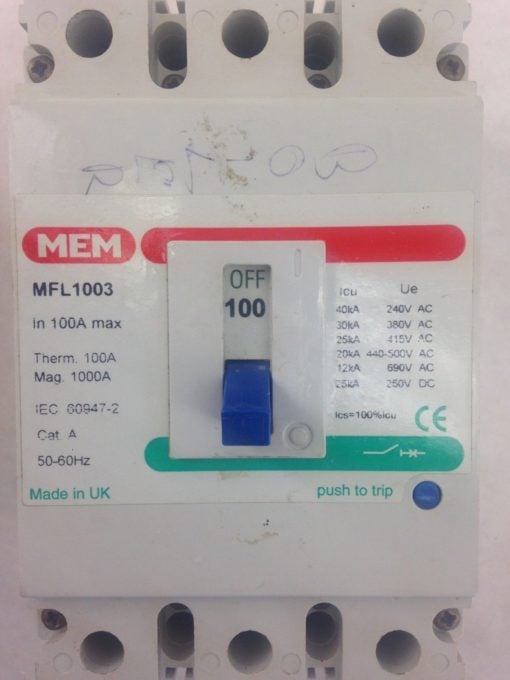 MEM
MFL1003
In 100A max
Therm. 100A
Mag. 1000A
IEC 60947-2
Cat. A
50-60Hz
Made in UK
OFF
100
Icu Ue
40kA 240V AC
30kA 380V AC
25kA 415V AC
20kA 440-500V AC
12kA 690V AC
25kA 250V DC
Ics=100%Icu CE
push to trip